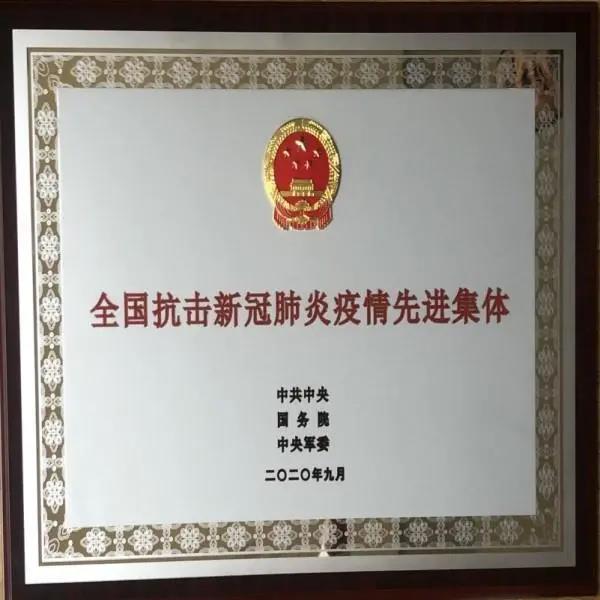 全国抗击新冠肺炎疫情先进集体
中共中央
国务院
中央军委
二〇二〇年九月